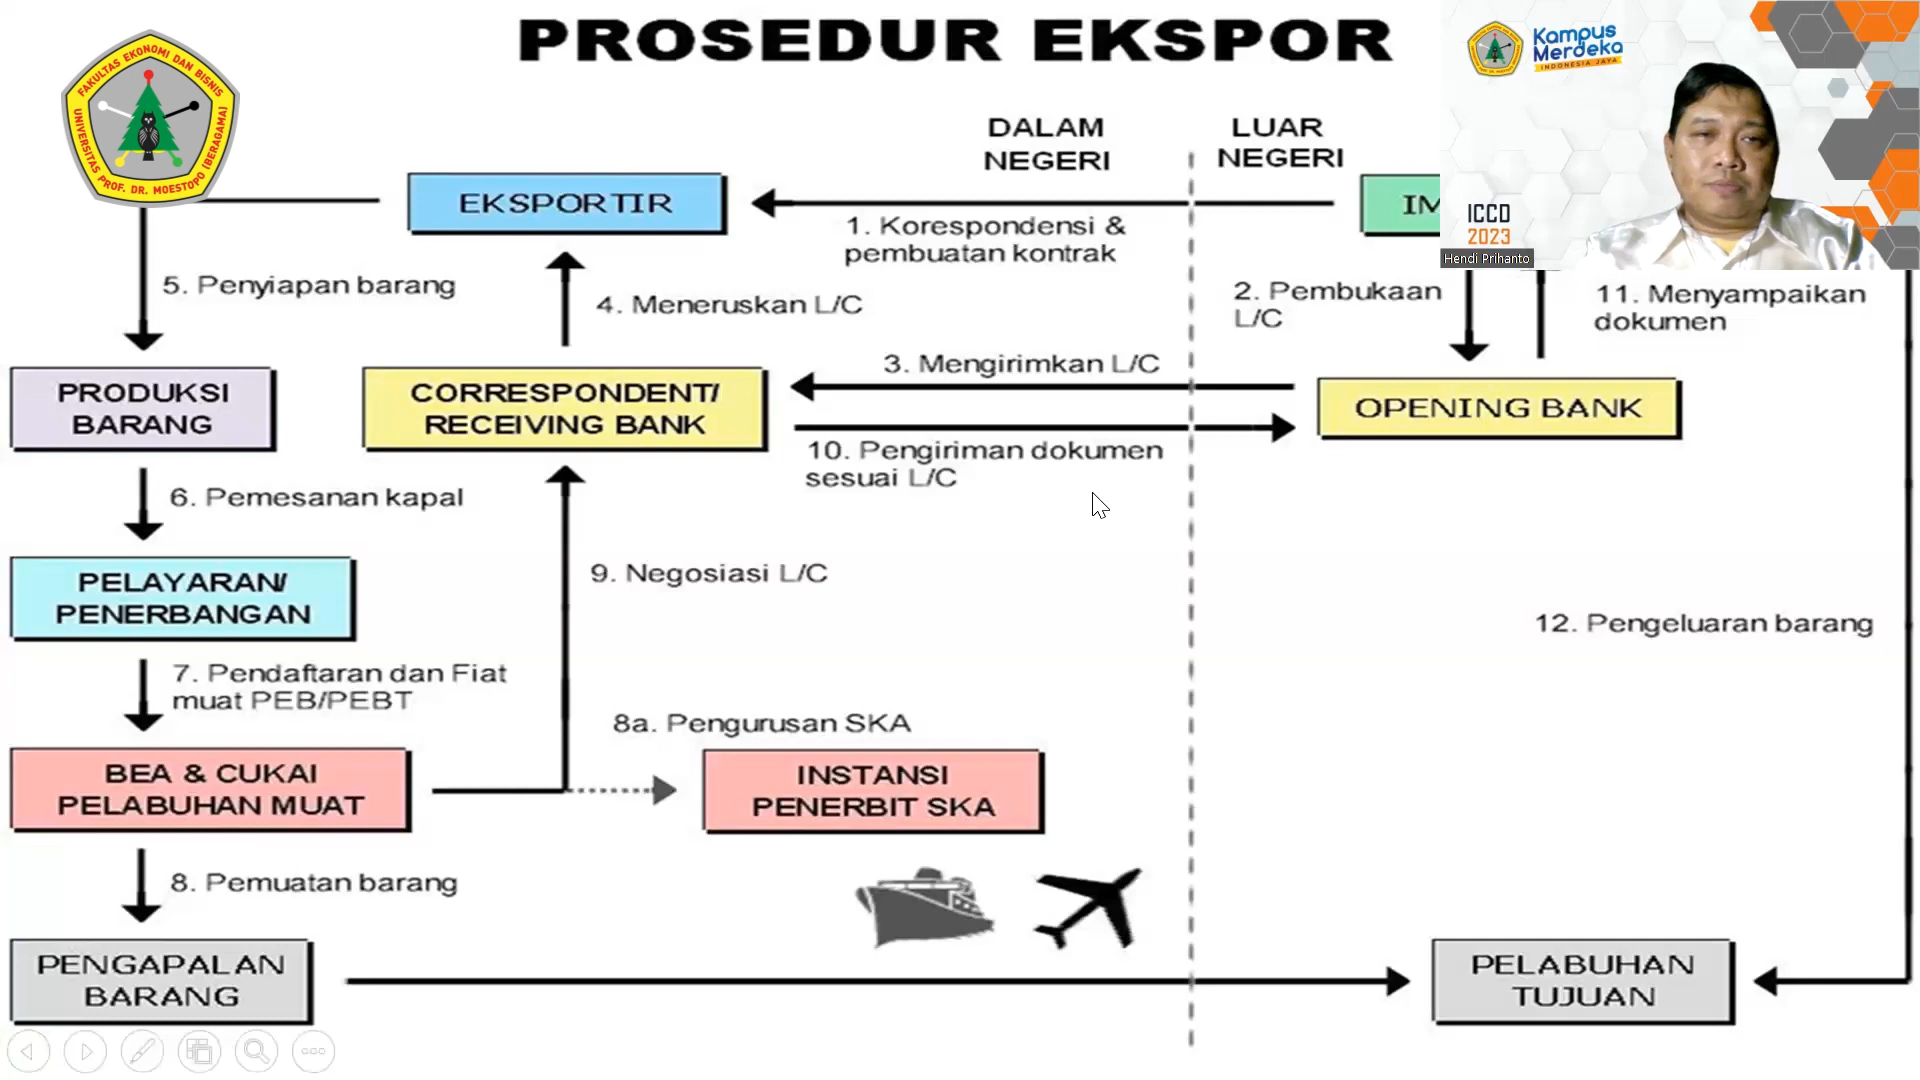 PROSEDUR EKSPOR
FAKULTAS EKONOMI DAN BISNIS
UNIVERSITAS PROF. DR. MOESTOPO (BERAGAMA)
Kampus
Merdeka
INDONESIA JAYA
ICCD
2023
Hendi Prihanto
DALAM
NEGERI
LUAR
NEGERI
EKSPORTIR
1. Korespondensi &
pembuatan kontrak
5. Penyiapan barang
4. Meneruskan L/C
2. Pembukaan
L/C
11. Menyampaikan
dokumen
3. Mengirimkan L/C
PRODUKSI
BARANG
CORRESPONDENT/
RECEIVING BANK
OPENING BANK
10. Pengiriman dokumen
sesuai L/C
6. Pemesanan kapal
PELAYARAN/
PENERBANGAN
9. Negosiasi L/C
12. Pengeluaran barang
7. Pendaftaran dan Fiat
muat PEB/PEBT
8a. Pengurusan SKA
BEA & CUKAI
PELABUHAN MUAT
INSTANSI
PENERBIT SKA
8. Pemuatan barang
PENGAPALAN
BARANG
PELABUHAN
TUJUAN